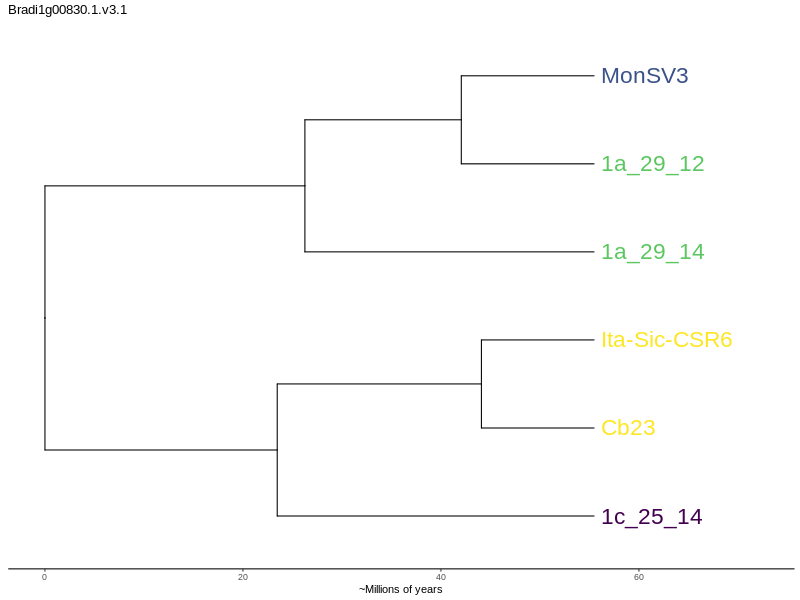 Bradi1g00830.1.v3.1
MonSV3
1a_29_12
1a_29_14
Ita-Sic-CSR6
Cb23
1c_25_14
0 20 40 60
~Millions of years